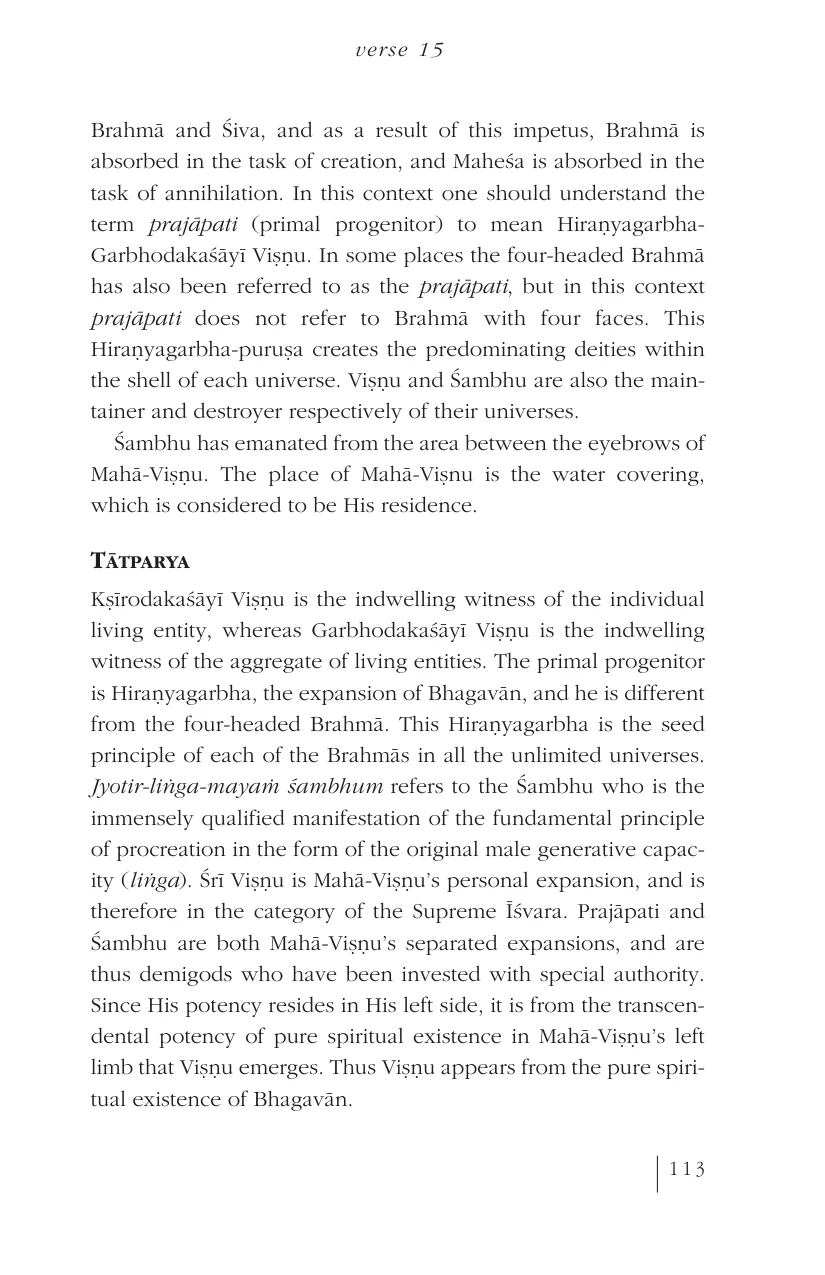 verse 15
Brahmā and Śiva, and as a result of this impetus, Brahmā is
absorbed in the task of creation, and Maheśa is absorbed in the
task of annihilation. In this context one should understand the
term prajāpati (primal progenitor) to mean Hiraṇyagarbha-
Garbhodakaśāyī Viṣṇu. In some places the four-headed Brahmā
has also been referred to as the prajāpati, but in this context
prajāpati does not refer to Brahmā with four faces. This
Hiraṇyagarbha-puruṣa creates the predominating deities within
the shell of each universe. Viṣṇu and Śambhu are also the main-
tainer and destroyer respectively of their universes.
Śambhu has emanated from the area between the eyebrows of
Mahā-Viṣṇu. The place of Mahā-Viṣnu is the water covering,
which is considered to be His residence.
TĀTPARYA
Kṣīrodakaśāyī Viṣṇu is the indwelling witness of the individual
living entity, whereas Garbhodakaśāyī Viṣṇu is the indwelling
witness of the aggregate of living entities. The primal progenitor
is Hiraṇyagarbha, the expansion of Bhagavān, and he is different
from the four-headed Brahmā. This Hiraṇyagarbha is the seed
principle of each of the Brahmās in all the unlimited universes.
Jyotir-liṅga-mayaṁ śambhum refers to the Śambhu who is the
immensely qualified manifestation of the fundamental principle
of procreation in the form of the original male generative capac-
ity (liṅga). Śrī Viṣṇu is Mahā-Viṣṇu's personal expansion, and is
therefore in the category of the Supreme Īśvara. Prajāpati and
Śambhu are both Mahā-Viṣṇu's separated expansions, and are
thus demigods who have been invested with special authority.
Since His potency resides in His left side, it is from the transcen-
dental potency of pure spiritual existence in Mahā-Viṣṇu's left
limb that Viṣṇu emerges. Thus Viṣṇu appears from the pure spiri-
tual existence of Bhagavān.
113